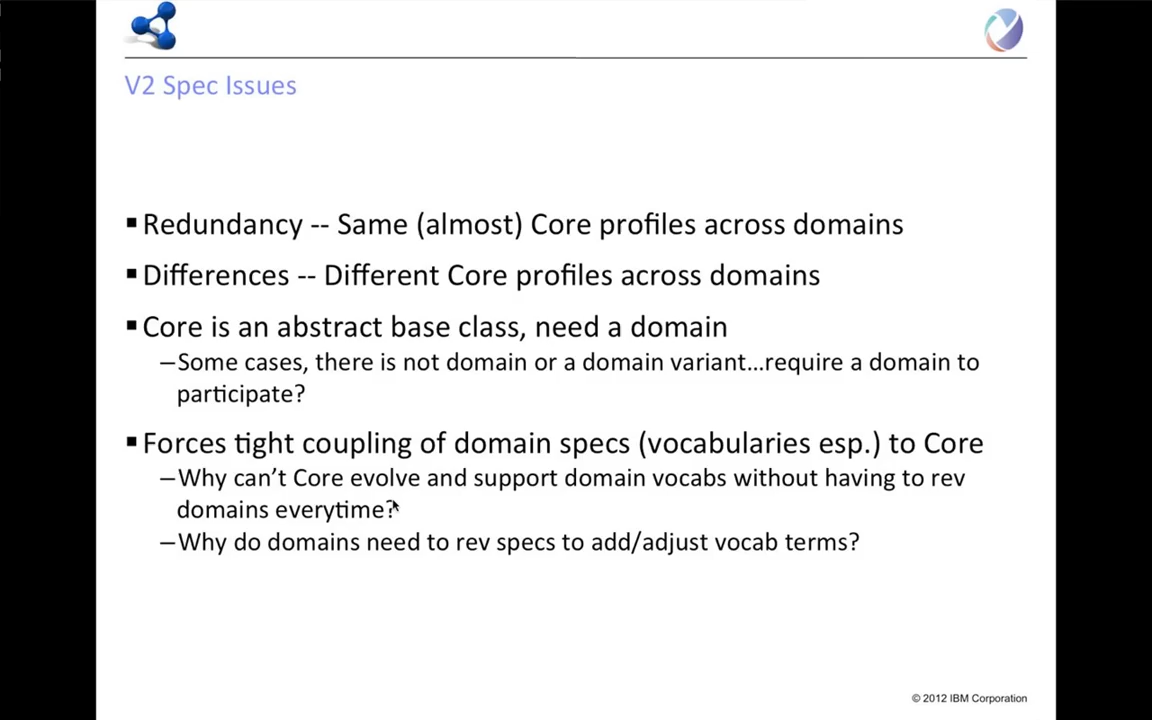 V2 Spec Issues
▪Redundancy -- Same (almost) Core profiles across domains
▪Differences -- Different Core profiles across domains
▪Core is an abstract base class, need a domain
–Some cases, there is not domain or a domain variant…require a domain to
participate?
▪Forces tight coupling of domain specs (vocabularies esp.) to Core
–Why can’t Core evolve and support domain vocabs without having to rev
domains everytime?
–Why do domains need to rev specs to add/adjust vocab terms?
© 2012 IBM Corporation